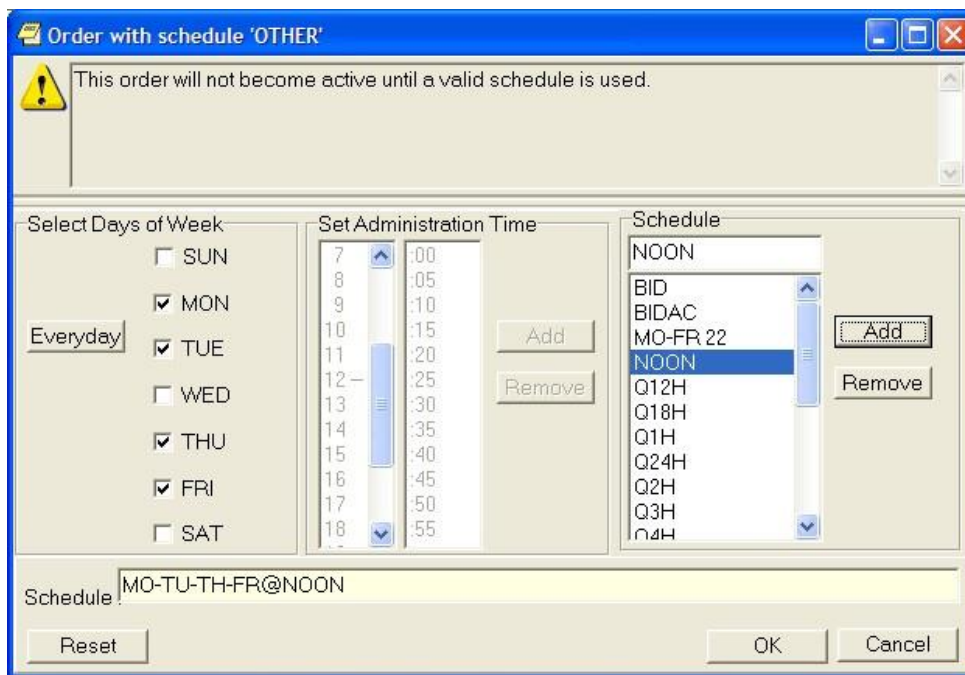 Order with schedule 'OTHER'
This order will not become active until a valid schedule is used.
Select Days of Week
SUN
MON
Everyday
TUE
WED
THU
FRI
SAT
Set Administration Time
7 :00
8 :05
9 :10
10 :15
11 :20
12 – :25
13 :30
14 :35
15 :40
16 :45
17 :50
18 :55
Add
Remove
Schedule
NOON
BID
BIDAC
MO-FR 22
NOON
Q12H
Q18H
Q1H
Q24H
Q2H
Q3H
Q4H
Add
Remove
Schedule : MO-TU-TH-FR@NOON
Reset
OK
Cancel